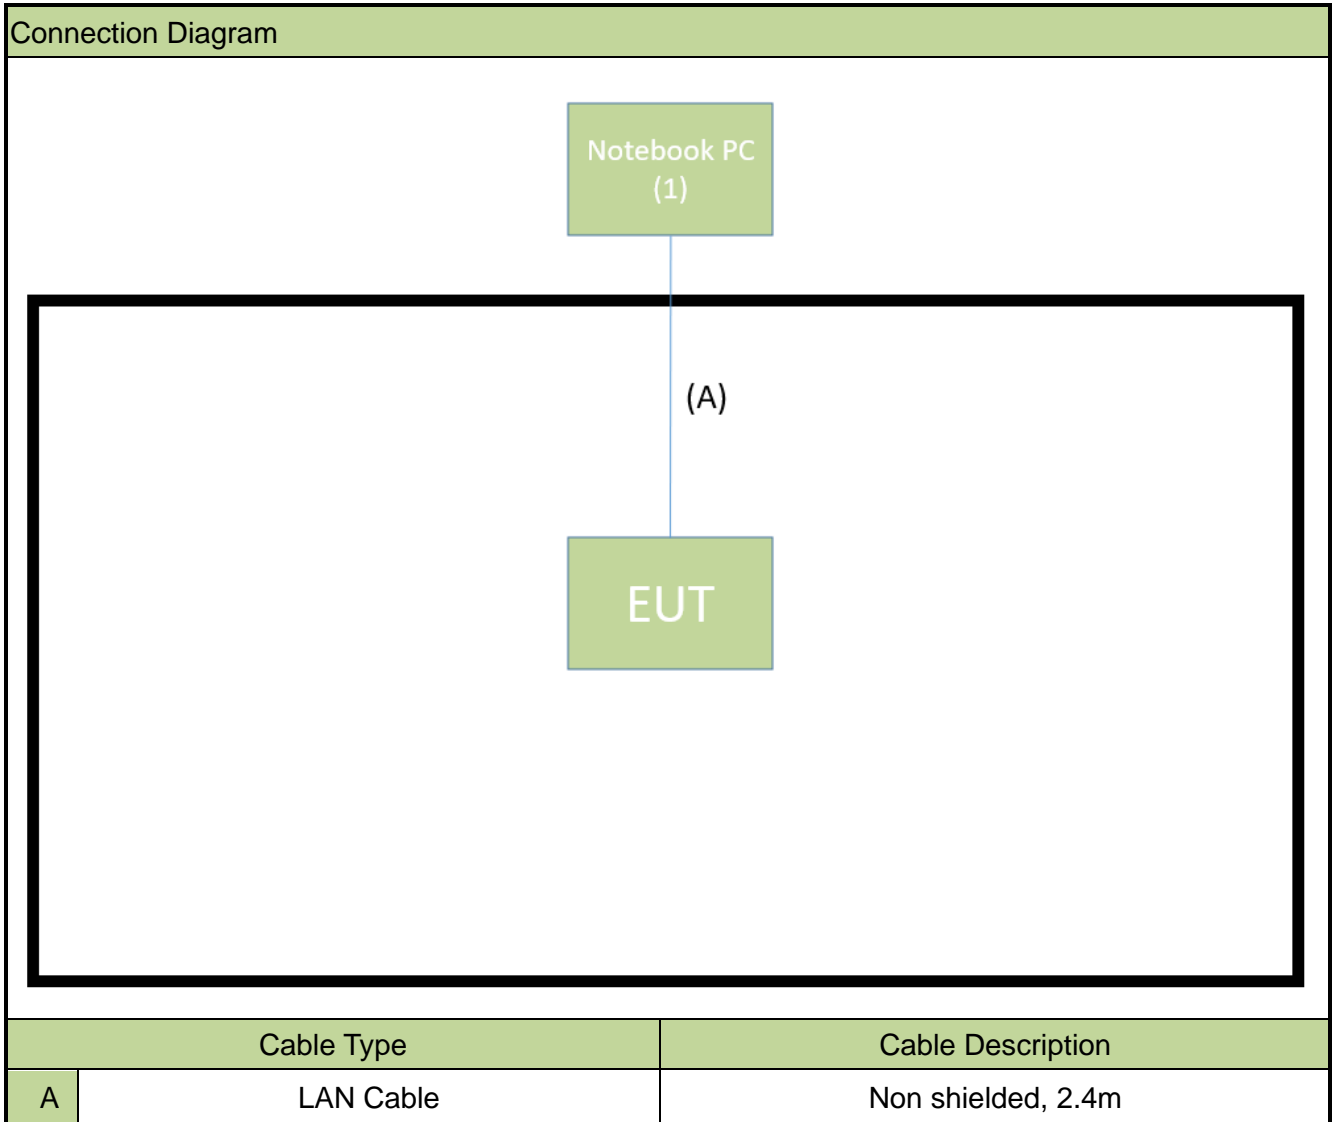 Connection Diagram
Notebook PC
(1)
(A)
EUT
Cable Type Cable Description
A LAN Cable Non shielded, 2.4m